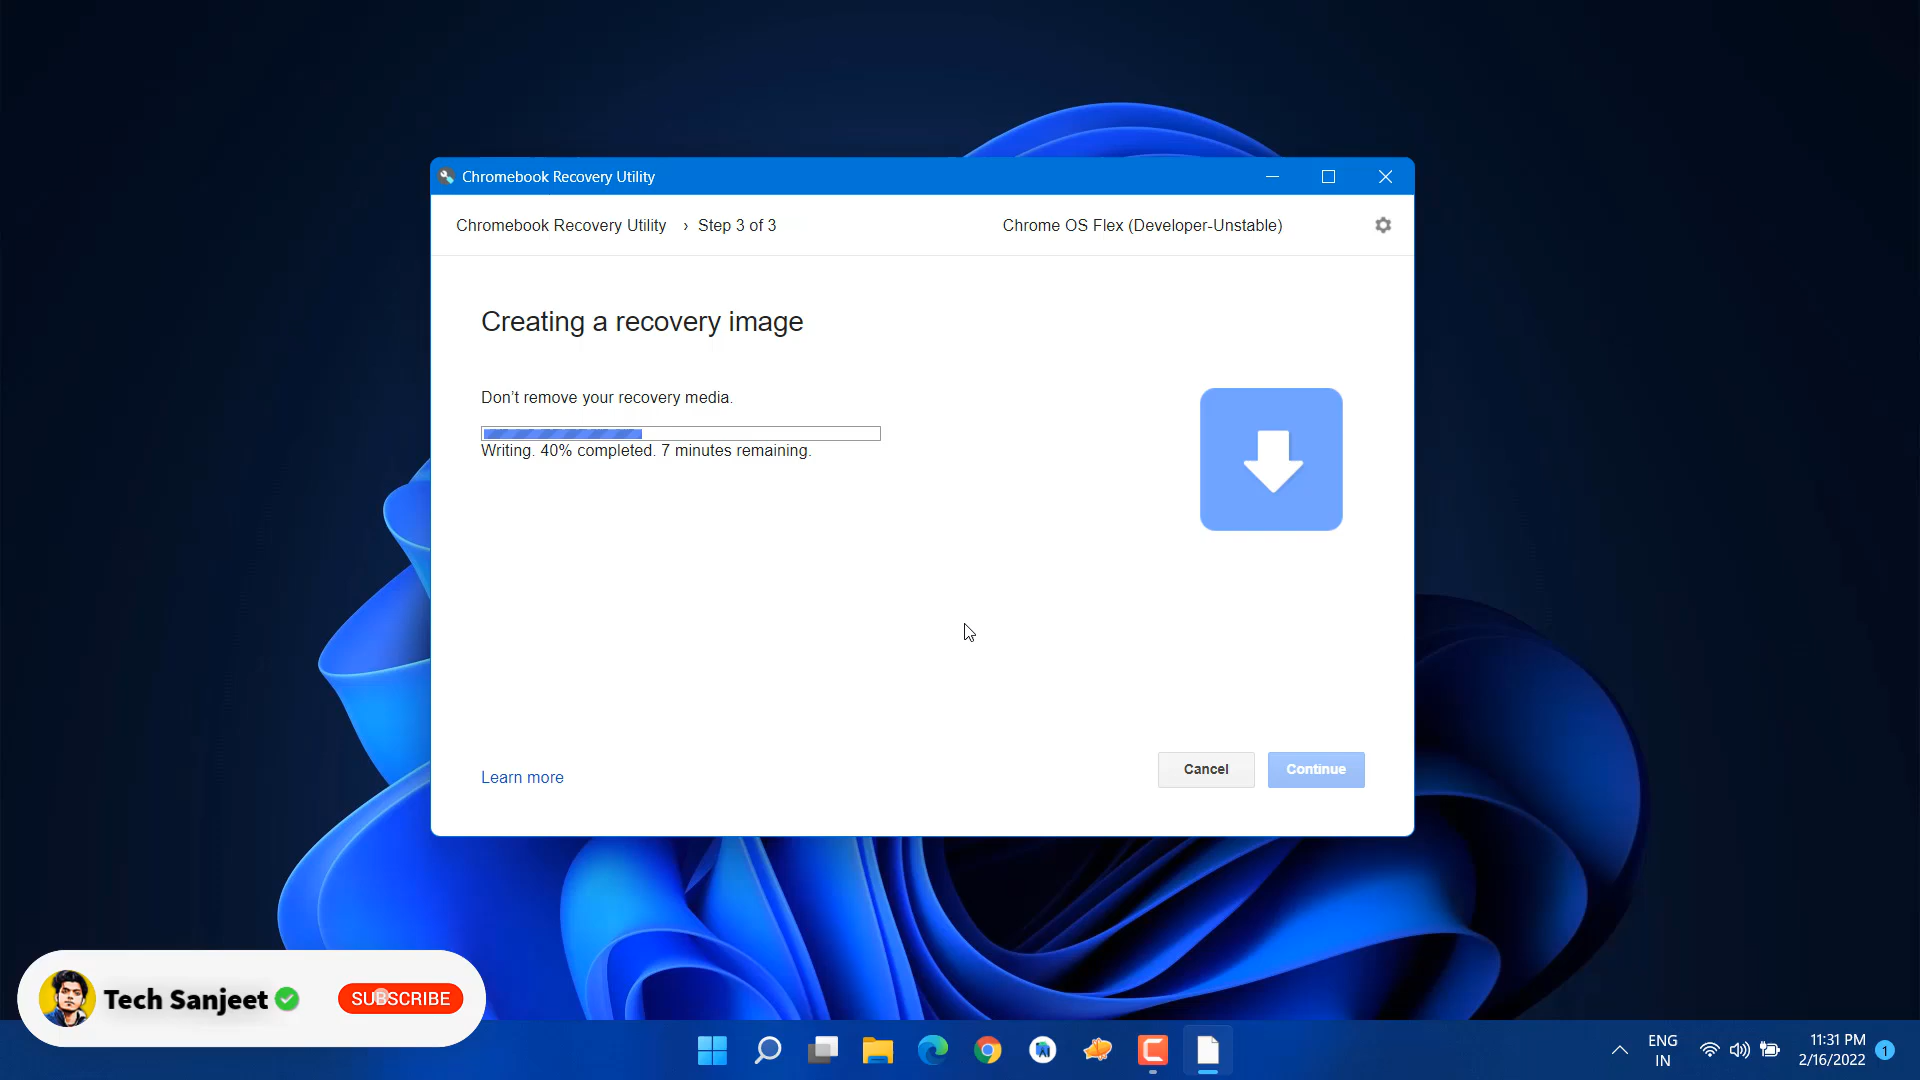 Chromebook Recovery Utility
Chromebook Recovery Utility › Step 3 of 3
Chrome OS Flex (Developer-Unstable)
Creating a recovery image
Don’t remove your recovery media.
Writing. 40% completed. 7 minutes remaining.
Learn more
Cancel
Continue
Tech Sanjeet
SUBSCRIBE
ENG
IN
11:31 PM
2/16/2022
1